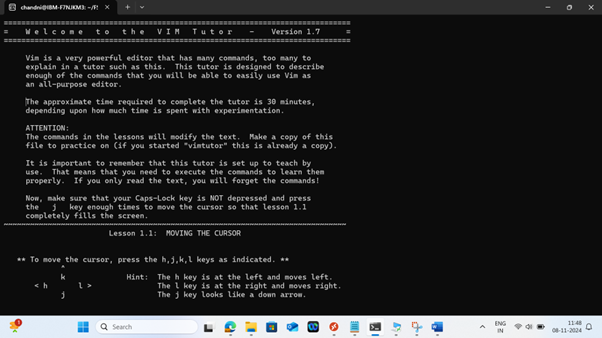 chandni@IBM-F7NJKM3: ~/F!
===============================================================================
=    W e l c o m e   t o   t h e   V I M   T u t o r    -    Version 1.7      =
===============================================================================
Vim is a very powerful editor that has many commands, too many to
explain in a tutor such as this.  This tutor is designed to describe
enough of the commands that you will be able to easily use Vim as
an all-purpose editor.
The approximate time required to complete the tutor is 30 minutes,
depending upon how much time is spent with experimentation.
ATTENTION:
The commands in the lessons will modify the text.  Make a copy of this
file to practice on (if you started "vimtutor" this is already a copy).
It is important to remember that this tutor is set up to teach by
use.  That means that you need to execute the commands to learn them
properly.  If you only read the text, you will forget the commands!
Now, make sure that your Caps-Lock key is NOT depressed and press
the   j   key enough times to move the cursor so that lesson 1.1
completely fills the screen.
~~~~~~~~~~~~~~~~~~~~~~~~~~~~~~~~~~~~~~~~~~~~~~~~~~~~~~~~~~~~~~~~~~~~~~~~~~~~~~
Lesson 1.1:  MOVING THE CURSOR
** To move the cursor, press the h,j,k,l keys as indicated. **
^
k              Hint:  The h key is at the left and moves left.
< h       l >               The l key is at the right and moves right.
j                     The j key looks like a down arrow.
1
Search
ENG
IN
11:48
08-11-2024